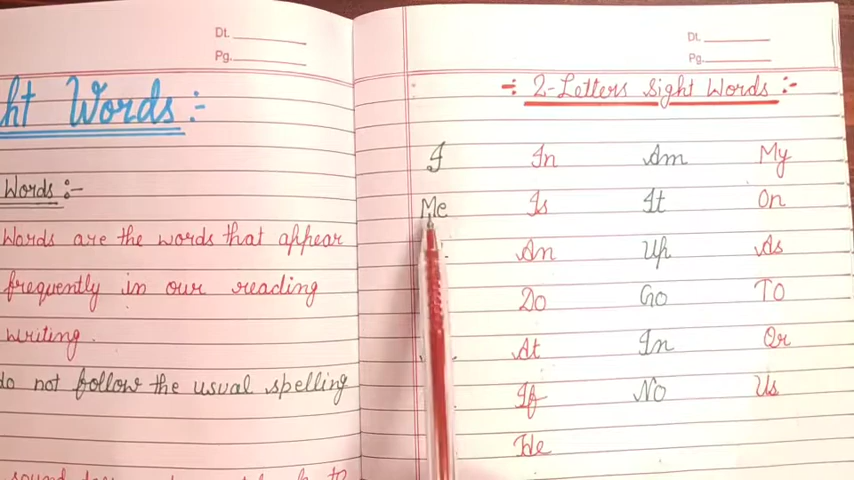 Dt.
Pg.
ht Words:-
Words:-
Words are the words that appear
frequently in our reading
writing.
do not follow the usual spelling
Dt.
Pg.
2-Letters Sight Words:-
I In Am My
Me Is It On
An Up As
Do Go To
At In Or
If No Us
He